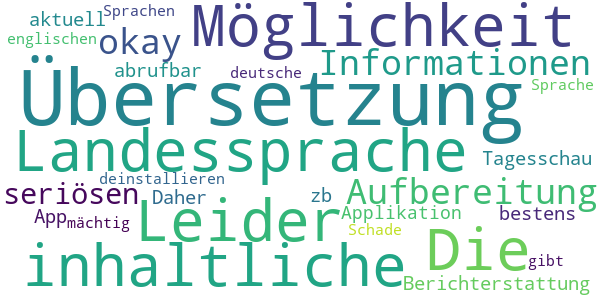 aktuell Sprachen Möglichkeit
englischen okay
abrufbar deutsche Informationen
Übersetzung Sprache
Landessprache Tagesschau
deinstallieren
seriösen Daher zb Aufbereitung
App mächtig Leider Applikation bestens
Schade
inhaltliche Die gibt
Berichterstattung